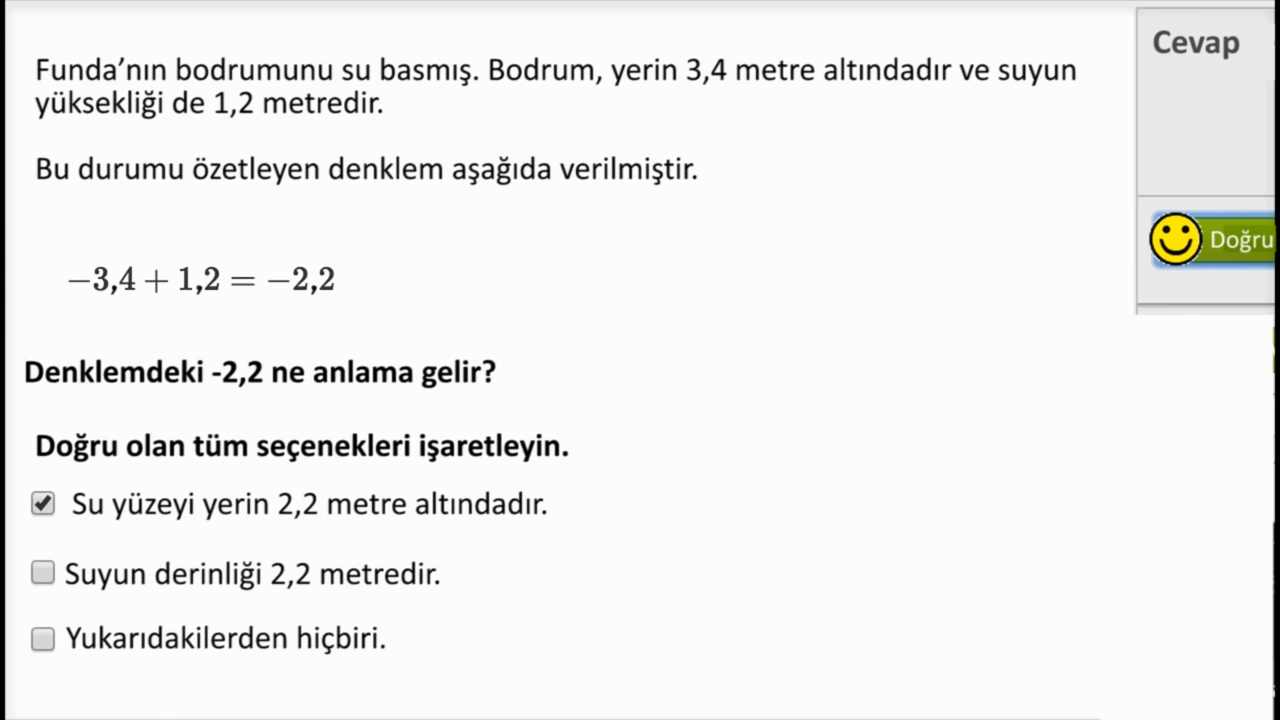 Cevap
Funda’nın bodrumunu su basmış. Bodrum, yerin 3,4 metre altındadır ve suyun
yüksekliği de 1,2 metredir.
Bu durumu özetleyen denklem aşağıda verilmiştir.
Doğru
−3,4 + 1,2 = −2,2
Denklemdeki -2,2 ne anlama gelir?
Doğru olan tüm seçenekleri işaretleyin.
Su yüzeyi yerin 2,2 metre altındadır.
Suyun derinliği 2,2 metredir.
Yukarıdakilerden hiçbiri.